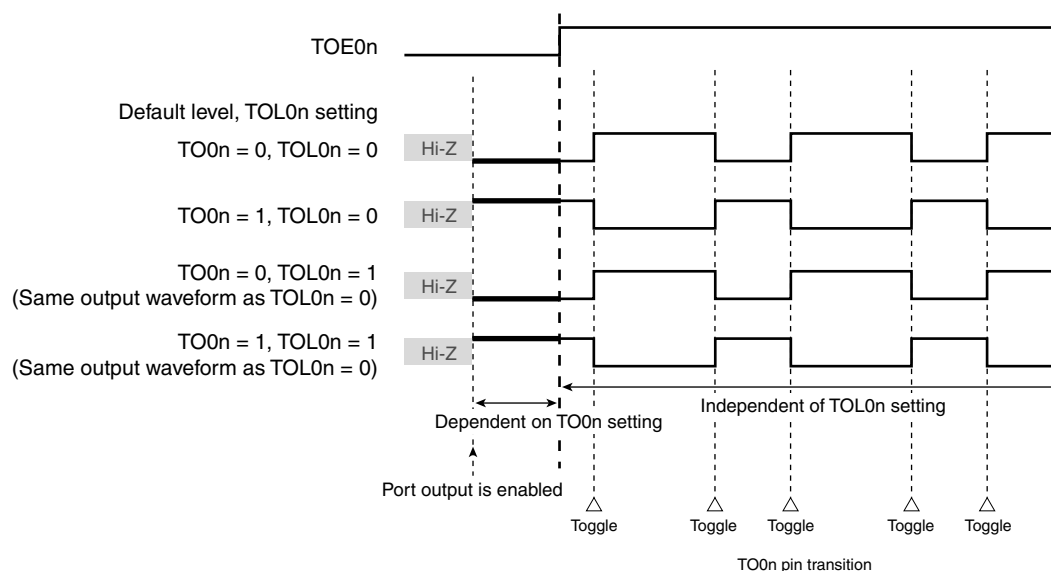 TOE0n
Default level, TOL0n setting
TO0n = 0, TOL0n = 0
Hi-Z
TO0n = 1, TOL0n = 0
Hi-Z
TO0n = 0, TOL0n = 1
(Same output waveform as TOL0n = 0)
Hi-Z
TO0n = 1, TOL0n = 1
(Same output waveform as TOL0n = 0)
Hi-Z
Independent of TOL0n setting
Dependent on TO0n setting
Port output is enabled
Toggle Toggle Toggle Toggle Toggle
TO0n pin transition